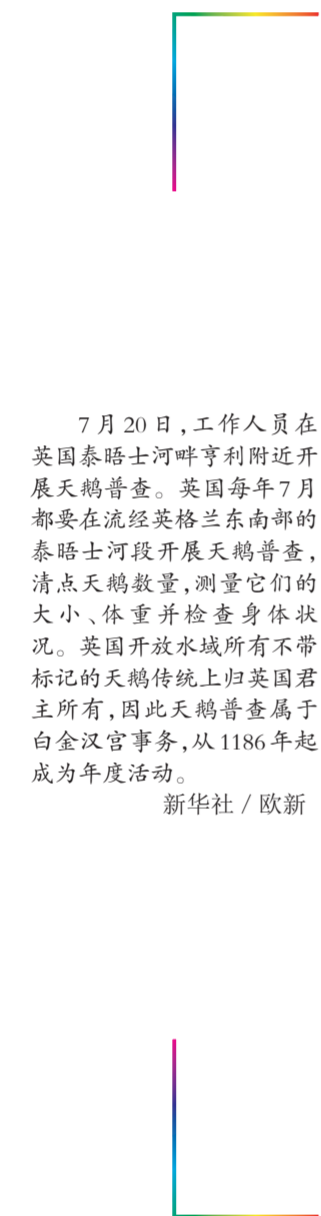 7月20日，工作人员在
英国泰晤士河畔亨利附近开
展天鹅普查。英国每年7月
都要在流经英格兰东南部的
泰晤士河段开展天鹅普查，
清点天鹅数量，测量它们的
大小、体重并检查身体状
况。英国开放水域所有不带
标记的天鹅传统上归英国君
主所有，因此天鹅普查属于
白金汉宫事务，从1186年起
成为年度活动。
新华社/欧新